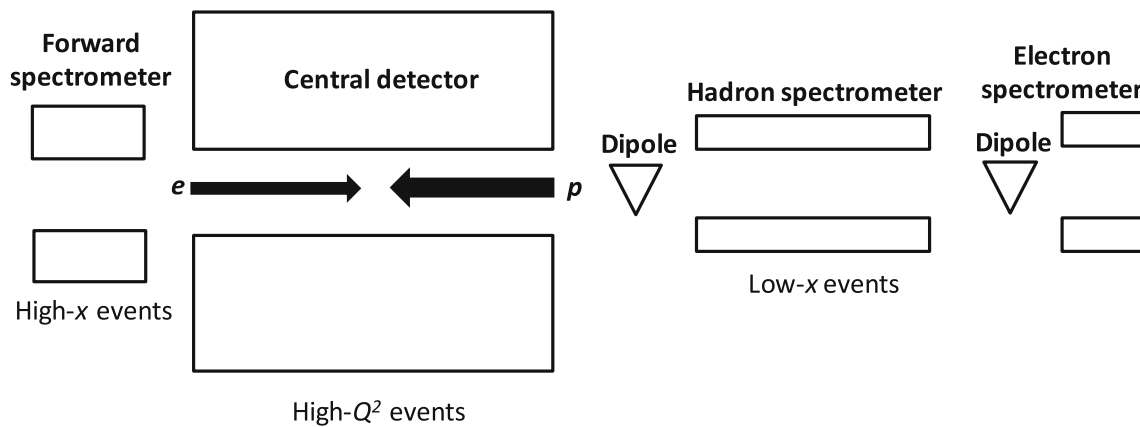 Forward
spectrometer
Central detector
Hadron spectrometer
Electron
spectrometer
Dipole
Dipole
e
p
High-x events
Low-x events
High-Q² events